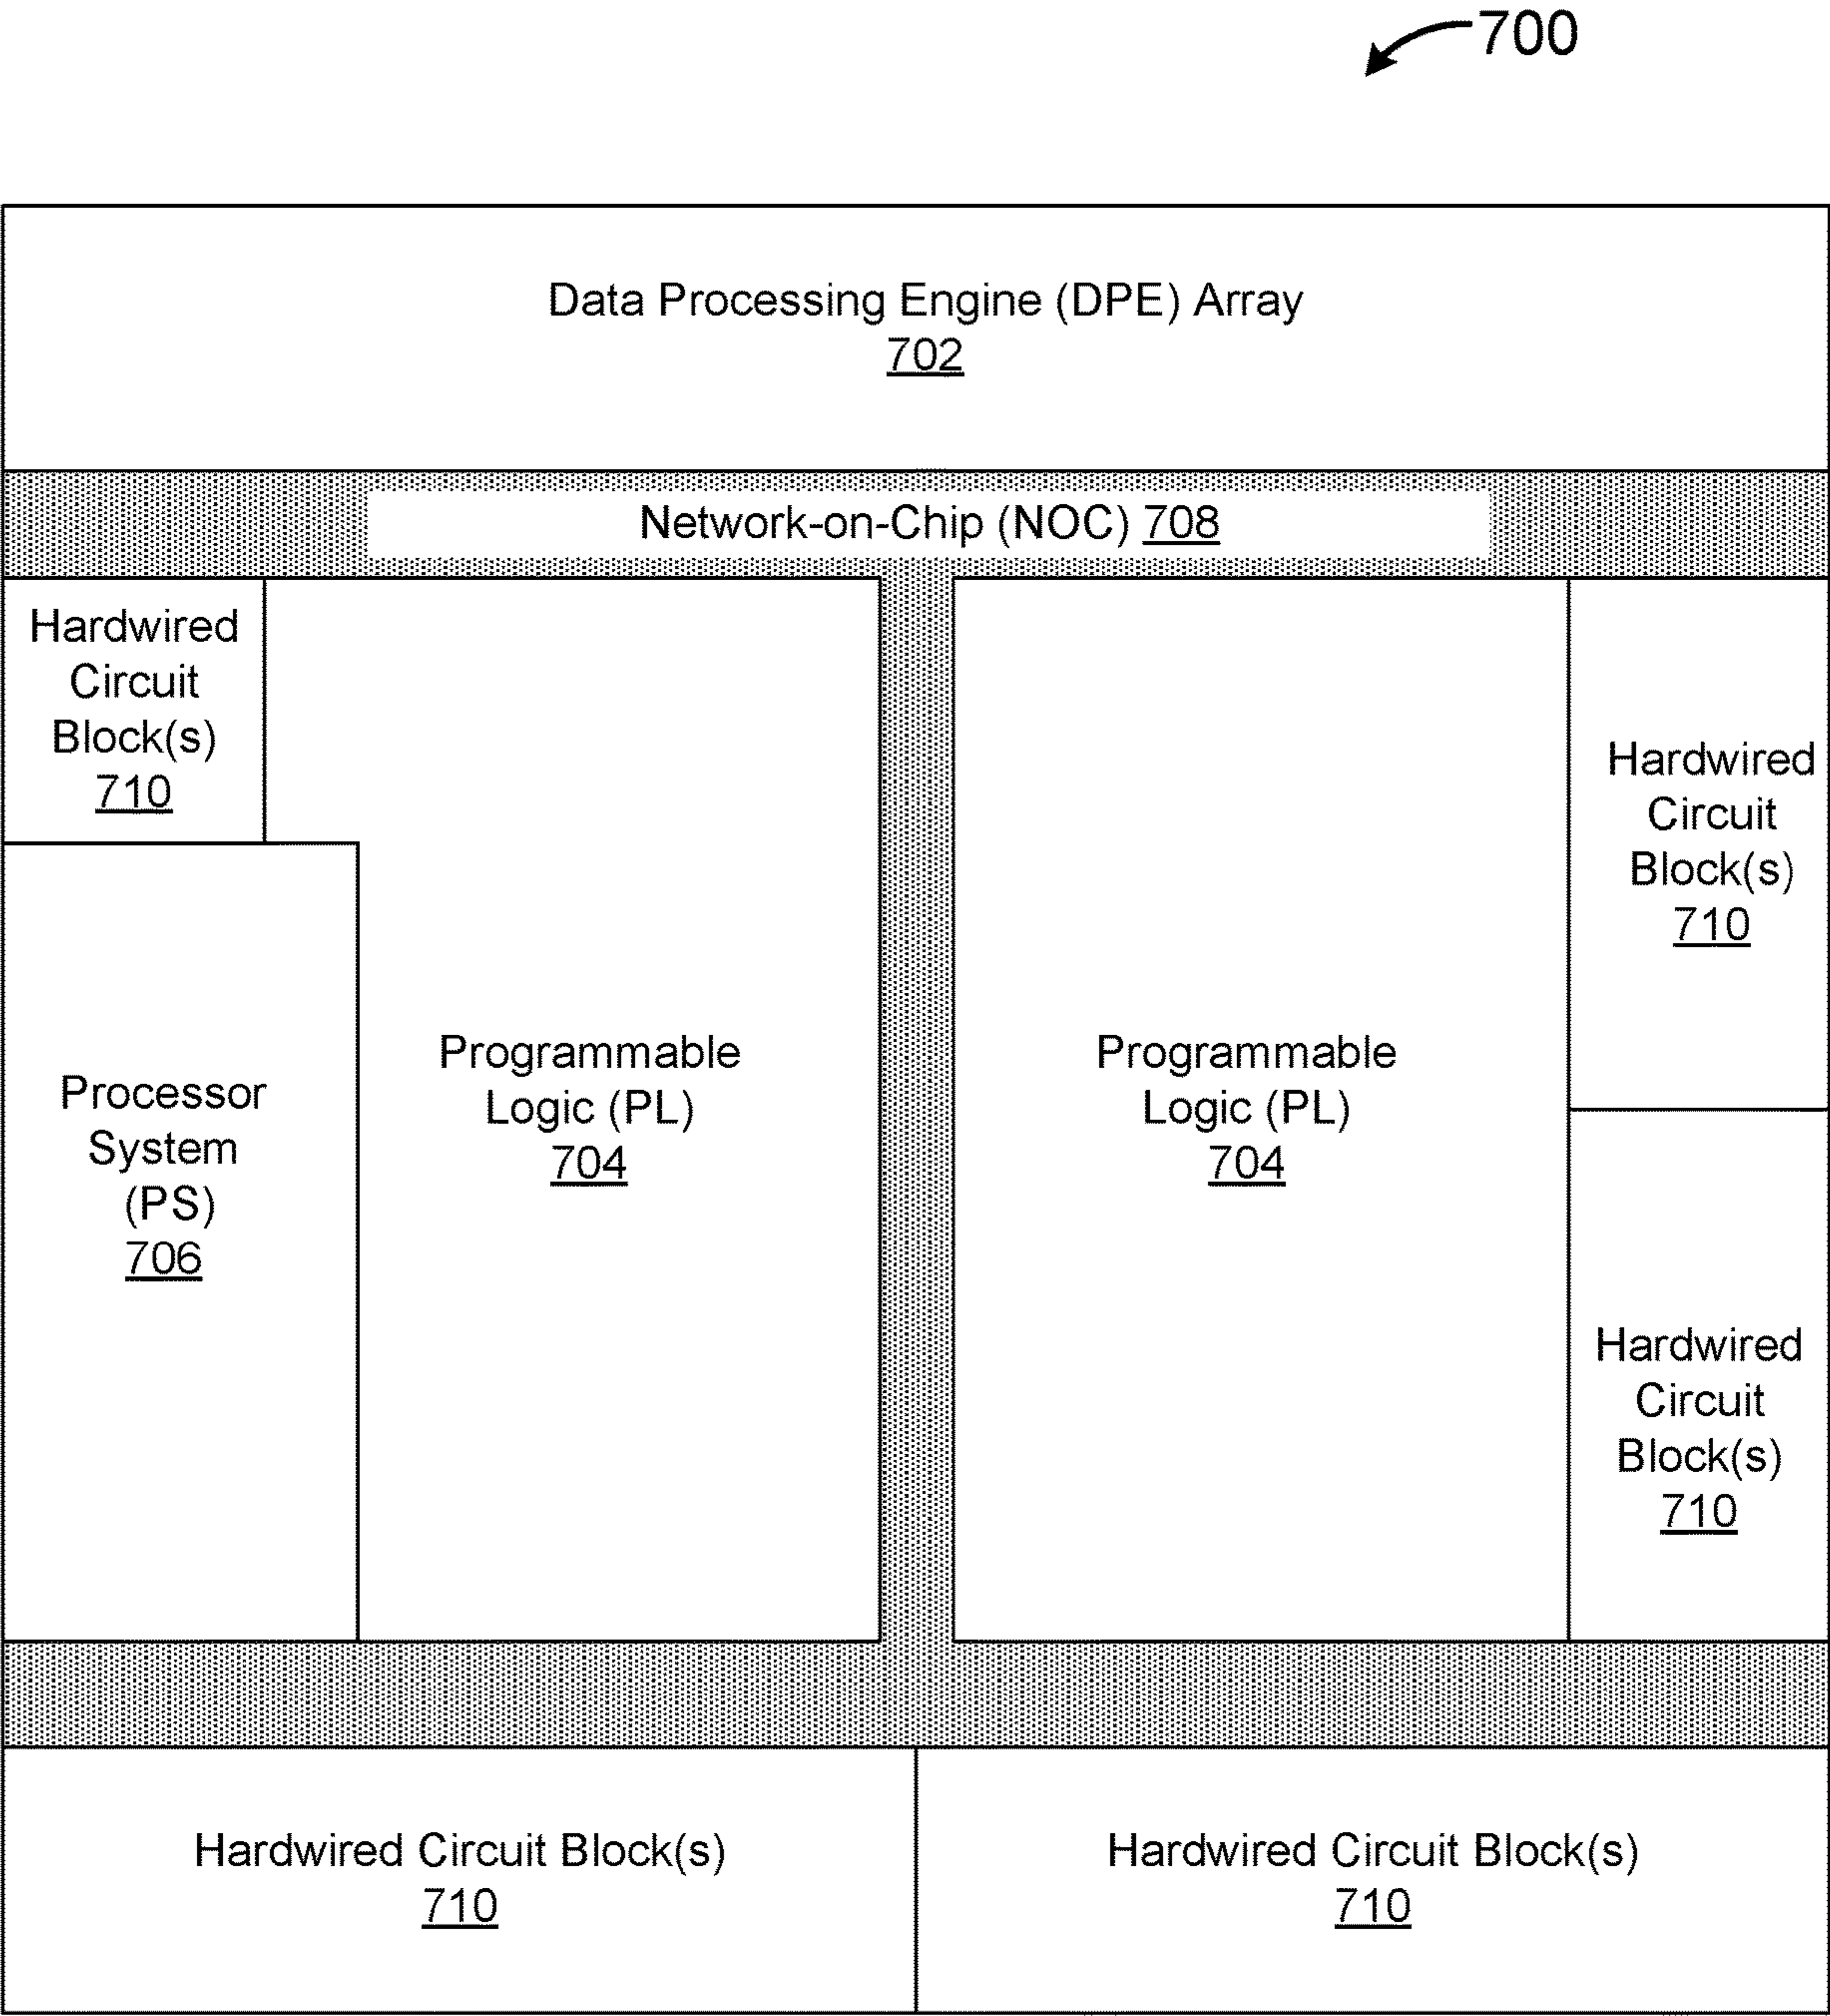 700
Data Processing Engine (DPE) Array
702
Network-on-Chip (NOC) 708
Hardwired
Circuit
Block(s)
710
Processor
System
(PS)
706
Programmable
Logic (PL)
704
Programmable
Logic (PL)
704
Hardwired
Circuit
Block(s)
710
Hardwired
Circuit
Block(s)
710
Hardwired Circuit Block(s)
710
Hardwired Circuit Block(s)
710